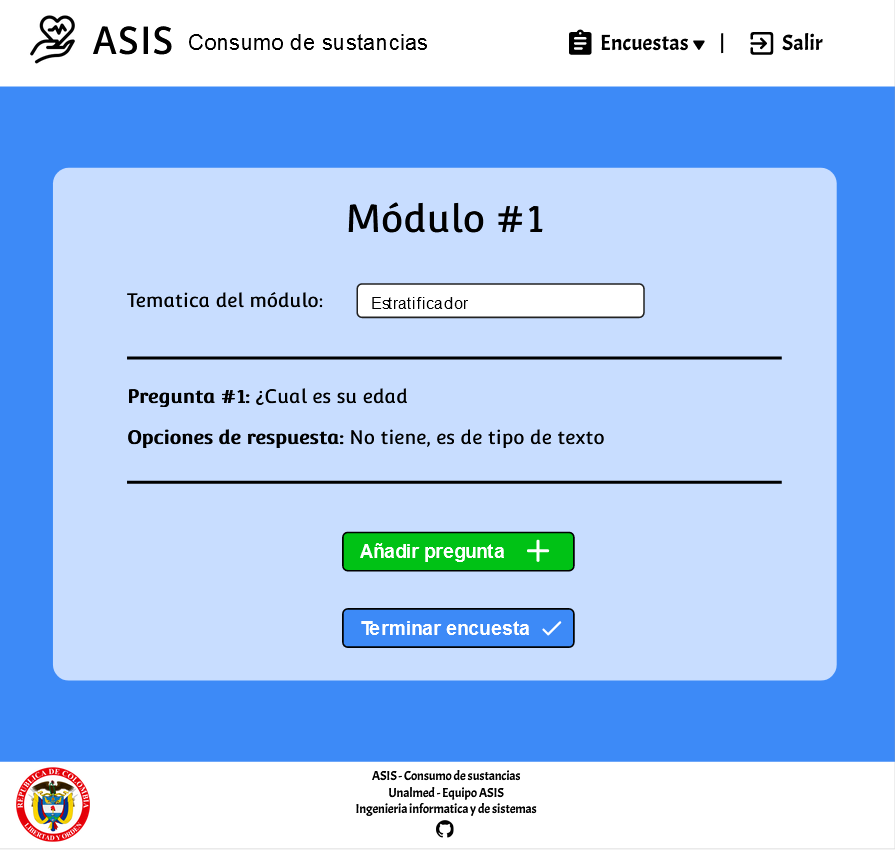 ASIS Consumo de sustancias
Encuestas ▾ | Salir
Módulo #1
Tematica del módulo: Estratificador
Pregunta #1: ¿Cual es su edad
Opciones de respuesta: No tiene, es de tipo de texto
Añadir pregunta
Terminar encuesta
REPUBLICA DE COLOMBIA
LIBERTAD Y ORDEN
ASIS - Consumo de sustancias
Unalmed - Equipo ASIS
Ingenieria informatica y de sistemas